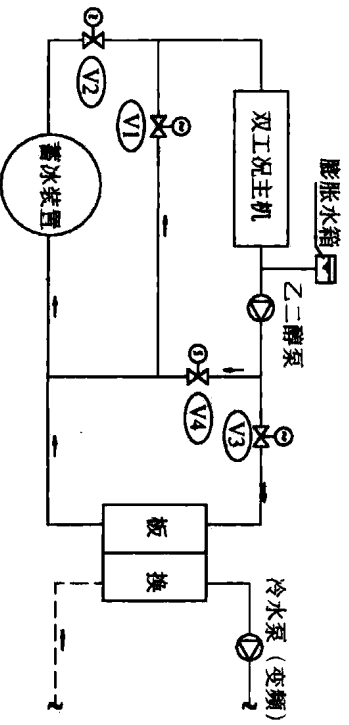 膨胀水箱
双工况主机
乙二醇泵
V1
V2
蓄冰装置
V4
V3
板
换
冷水泵（变频）